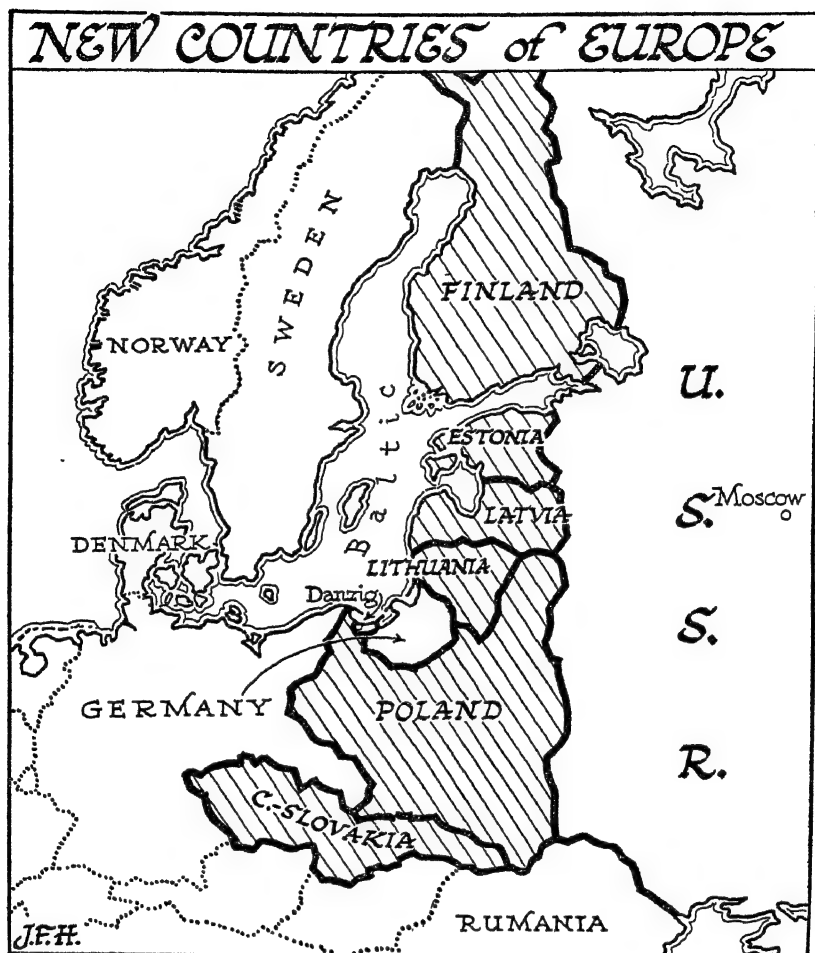 NEW COUNTRIES of EUROPE
FINLAND
SWEDEN
NORWAY
U.
Baltic
ESTONIA
S.
Moscow
LATVIA
DENMARK
LITHUANIA
Danzig
S.
GERMANY
POLAND
R.
C.-SLOVAKIA
RUMANIA
J.F.H.